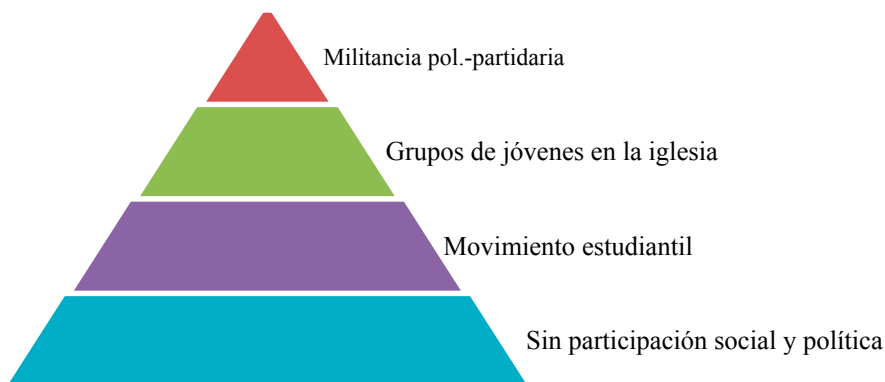 Militancia pol.-partidaria
Grupos de jóvenes en la iglesia
Movimiento estudiantil
Sin participación social y política